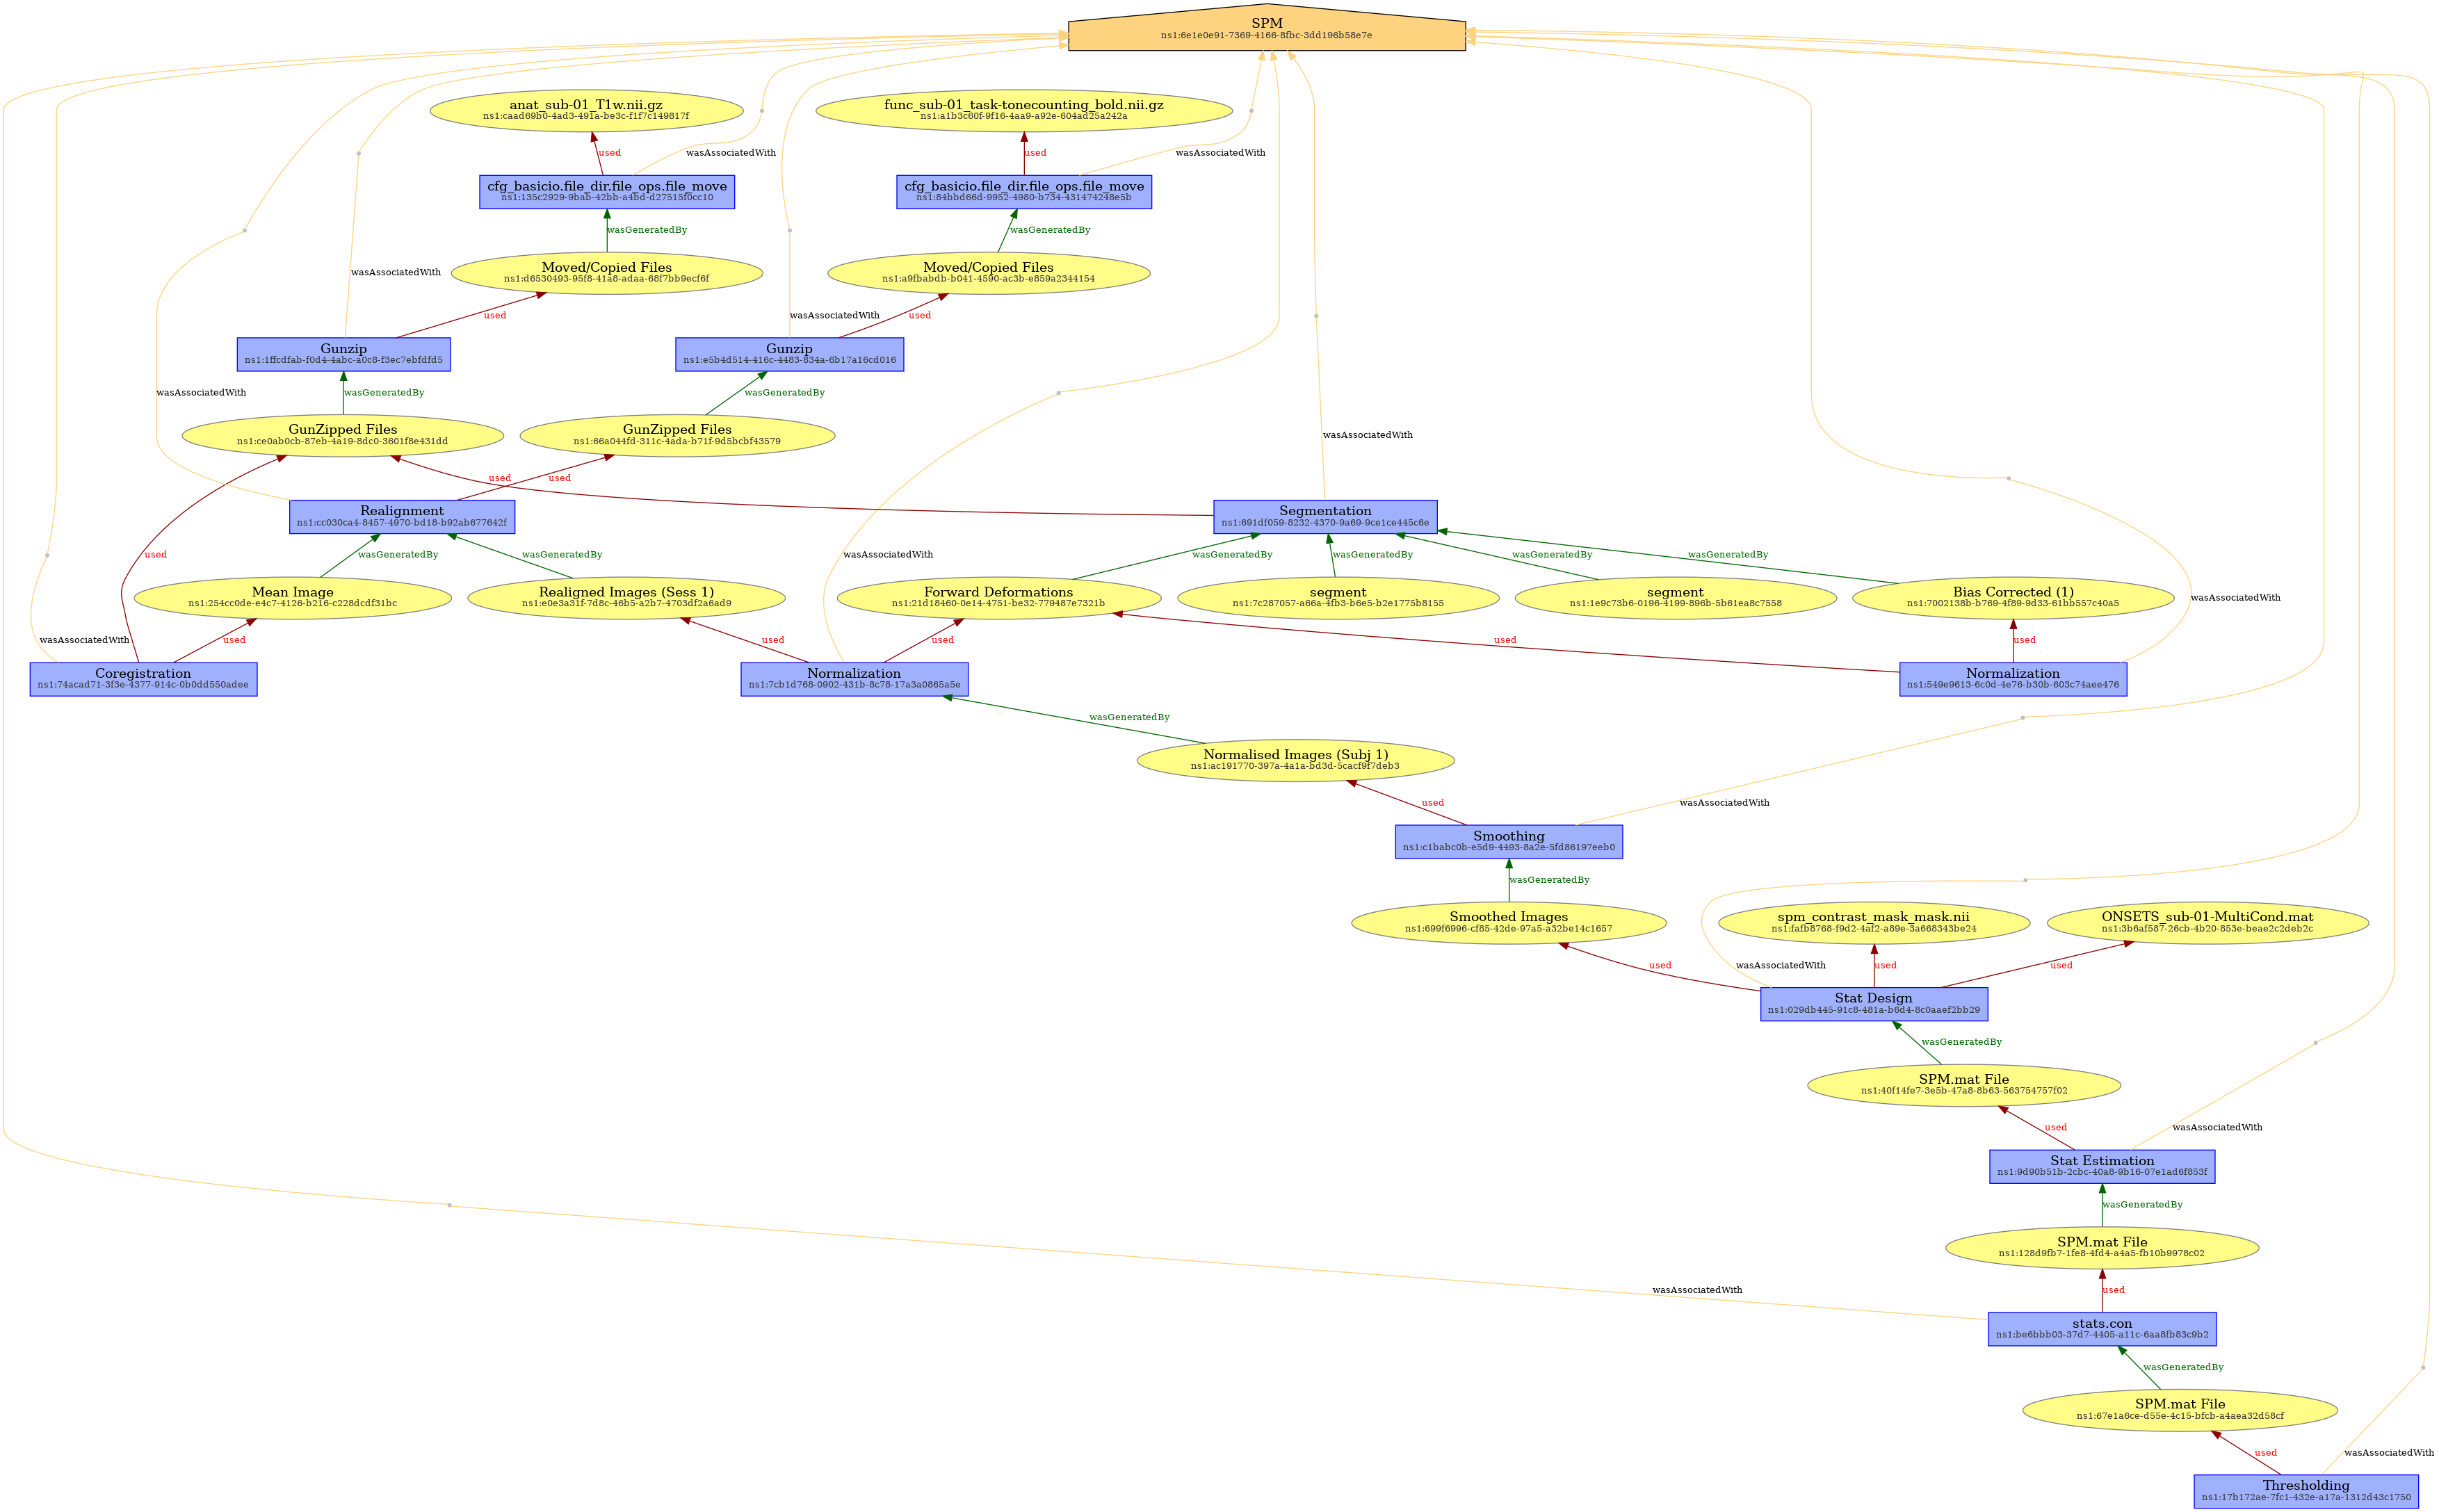 SPM
ns1:6e1e0e91-7369-4166-8fbc-3dd196b58e7e
anat_sub-01_T1w.nii.gz
ns1:caad69b0-4ad3-491a-be3c-f1f7c149817f
func_sub-01_task-tonecounting_bold.nii.gz
ns1:a1b3c60f-9f16-4aa9-a92e-604ad25a242a
used
wasAssociatedWith
used
wasAssociatedWith
cfg_basicio.file_dir.file_ops.file_move
ns1:135c2929-9bab-42bb-a4bd-d27515f0cc10
cfg_basicio.file_dir.file_ops.file_move
ns1:84bbd66d-9952-4980-b734-431474248e5b
wasGeneratedBy
wasGeneratedBy
wasAssociatedWith
Moved/Copied Files
ns1:d6530493-95f8-41a8-adaa-68f7bb9ecf6f
Moved/Copied Files
ns1:a9fbabdb-b041-4590-ac3b-e859a2344154
used
wasAssociatedWith
used
Gunzip
ns1:1ffcdfab-f0d4-4abc-a0c8-f3ec7ebfdfd5
Gunzip
ns1:e5b4d514-416c-4483-834a-6b17a16cd016
wasAssociatedWith
wasGeneratedBy
wasGeneratedBy
GunZipped Files
ns1:ce0ab0cb-87eb-4a19-8dc0-3601f8e431dd
GunZipped Files
ns1:66a044fd-311c-4ada-b71f-9d5bcbf43579
wasAssociatedWith
used
used
Realignment
ns1:cc030ca4-8457-4970-bd18-b92ab677642f
Segmentation
ns1:691df059-8232-4370-9a69-9ce1ce445c6e
used
wasGeneratedBy
wasGeneratedBy
wasAssociatedWith
wasGeneratedBy
wasGeneratedBy
wasGeneratedBy
wasGeneratedBy
Mean Image
ns1:254cc0de-e4c7-4126-b216-c228dcdf31bc
Realigned Images (Sess 1)
ns1:e0e3a31f-7d8c-46b5-a2b7-4703df2a6ad9
Forward Deformations
ns1:21d18460-0e14-4751-be32-779487e7321b
segment
ns1:7c287057-a66a-4fb3-b6e5-b2e1775b8155
segment
ns1:1e9c73b6-0196-4199-896b-5b61ea8c7558
Bias Corrected (1)
ns1:7002138b-b769-4f89-9d33-61bb557c40a5
wasAssociatedWith
wasAssociatedWith
used
used
used
used
used
Coregistration
ns1:74acad71-3f3e-4377-914c-0b0dd550adee
Normalization
ns1:7cb1d768-0902-431b-8c78-17a3a0865a5e
Normalization
ns1:549e9613-6c0d-4e76-b30b-603c74aee476
wasGeneratedBy
Normalised Images (Subj 1)
ns1:ac191770-397a-4a1a-bd3d-5cacf9f7deb3
used
wasAssociatedWith
Smoothing
ns1:c1babc0b-e5d9-4493-8a2e-5fd86197eeb0
wasGeneratedBy
Smoothed Images
ns1:699f6996-cf85-42de-97a5-a32be14c1657
spm_contrast_mask_mask.nii
ns1:fafb8768-f9d2-4af2-a89e-3a668343be24
ONSETS_sub-01-MultiCond.mat
ns1:3b6af587-26cb-4b20-853e-beae2c2deb2c
used
wasAssociatedWith
used
used
Stat Design
ns1:029db445-91c8-481a-b6d4-8c0aaef2bb29
wasGeneratedBy
SPM.mat File
ns1:40f14fe7-3e5b-47a8-8b63-563754757f02
used
wasAssociatedWith
Stat Estimation
ns1:9d90b51b-2cbc-40a8-9b16-07e1ad6f853f
wasGeneratedBy
SPM.mat File
ns1:128d9fb7-1fe8-4fd4-a4a5-fb10b9978c02
wasAssociatedWith
used
stats.con
ns1:be6bbb03-37d7-4405-a11c-6aa8fb83c9b2
wasGeneratedBy
SPM.mat File
ns1:67e1a6ce-d55e-4c15-bfcb-a4aea32d58cf
used
wasAssociatedWith
Thresholding
ns1:17b172ae-7fc1-432e-a17a-1312d43c1750